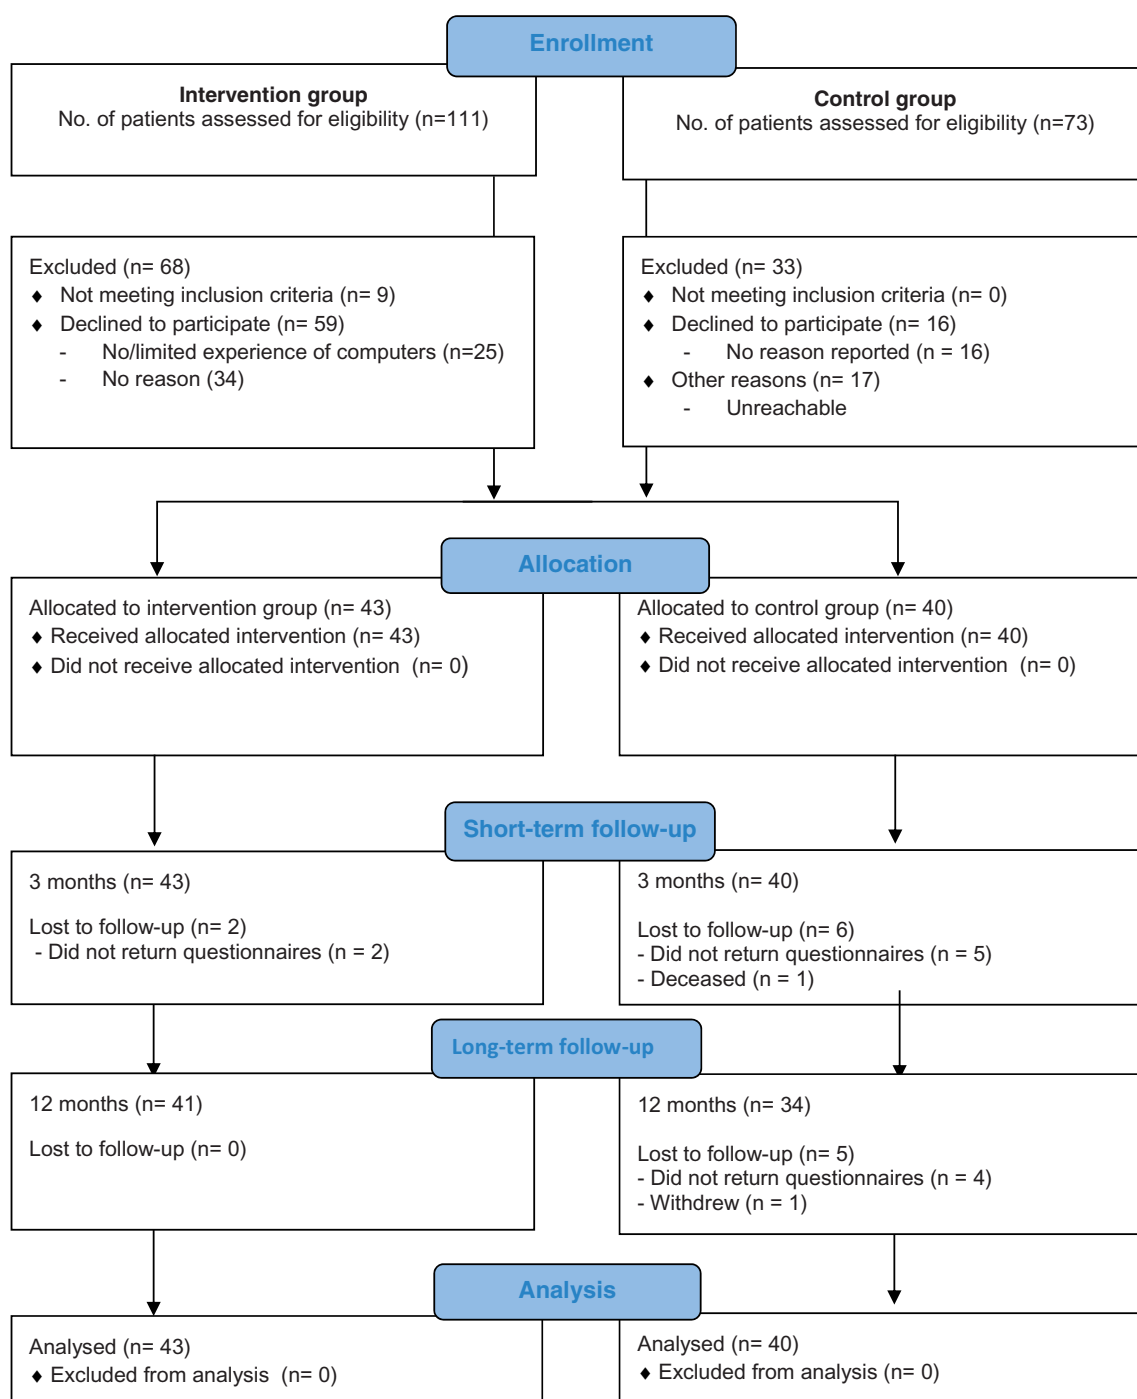 Enrollment
Intervention group
No. of patients assessed for eligibility (n=111)
Control group
No. of patients assessed for eligibility (n=73)
Excluded (n= 68)
♦ Not meeting inclusion criteria (n= 9)
♦ Declined to participate (n= 59)
- No/limited experience of computers (n=25)
- No reason (34)
Excluded (n= 33)
♦ Not meeting inclusion criteria (n= 0)
♦ Declined to participate (n= 16)
- No reason reported (n = 16)
♦ Other reasons (n= 17)
- Unreachable
Allocation
Allocated to intervention group (n= 43)
♦ Received allocated intervention (n= 43)
♦ Did not receive allocated intervention (n= 0)
Allocated to control group (n= 40)
♦ Received allocated intervention (n= 40)
♦ Did not receive allocated intervention (n= 0)
Short-term follow-up
3 months (n= 43)
Lost to follow-up (n= 2)
- Did not return questionnaires (n = 2)
3 months (n= 40)
Lost to follow-up (n= 6)
- Did not return questionnaires (n = 5)
- Deceased (n = 1)
Long-term follow-up
12 months (n= 41)
Lost to follow-up (n= 0)
12 months (n= 34)
Lost to follow-up (n= 5)
- Did not return questionnaires (n = 4)
- Withdrew (n = 1)
Analysis
Analysed (n= 43)
♦ Excluded from analysis (n= 0)
Analysed (n= 40)
♦ Excluded from analysis (n= 0)